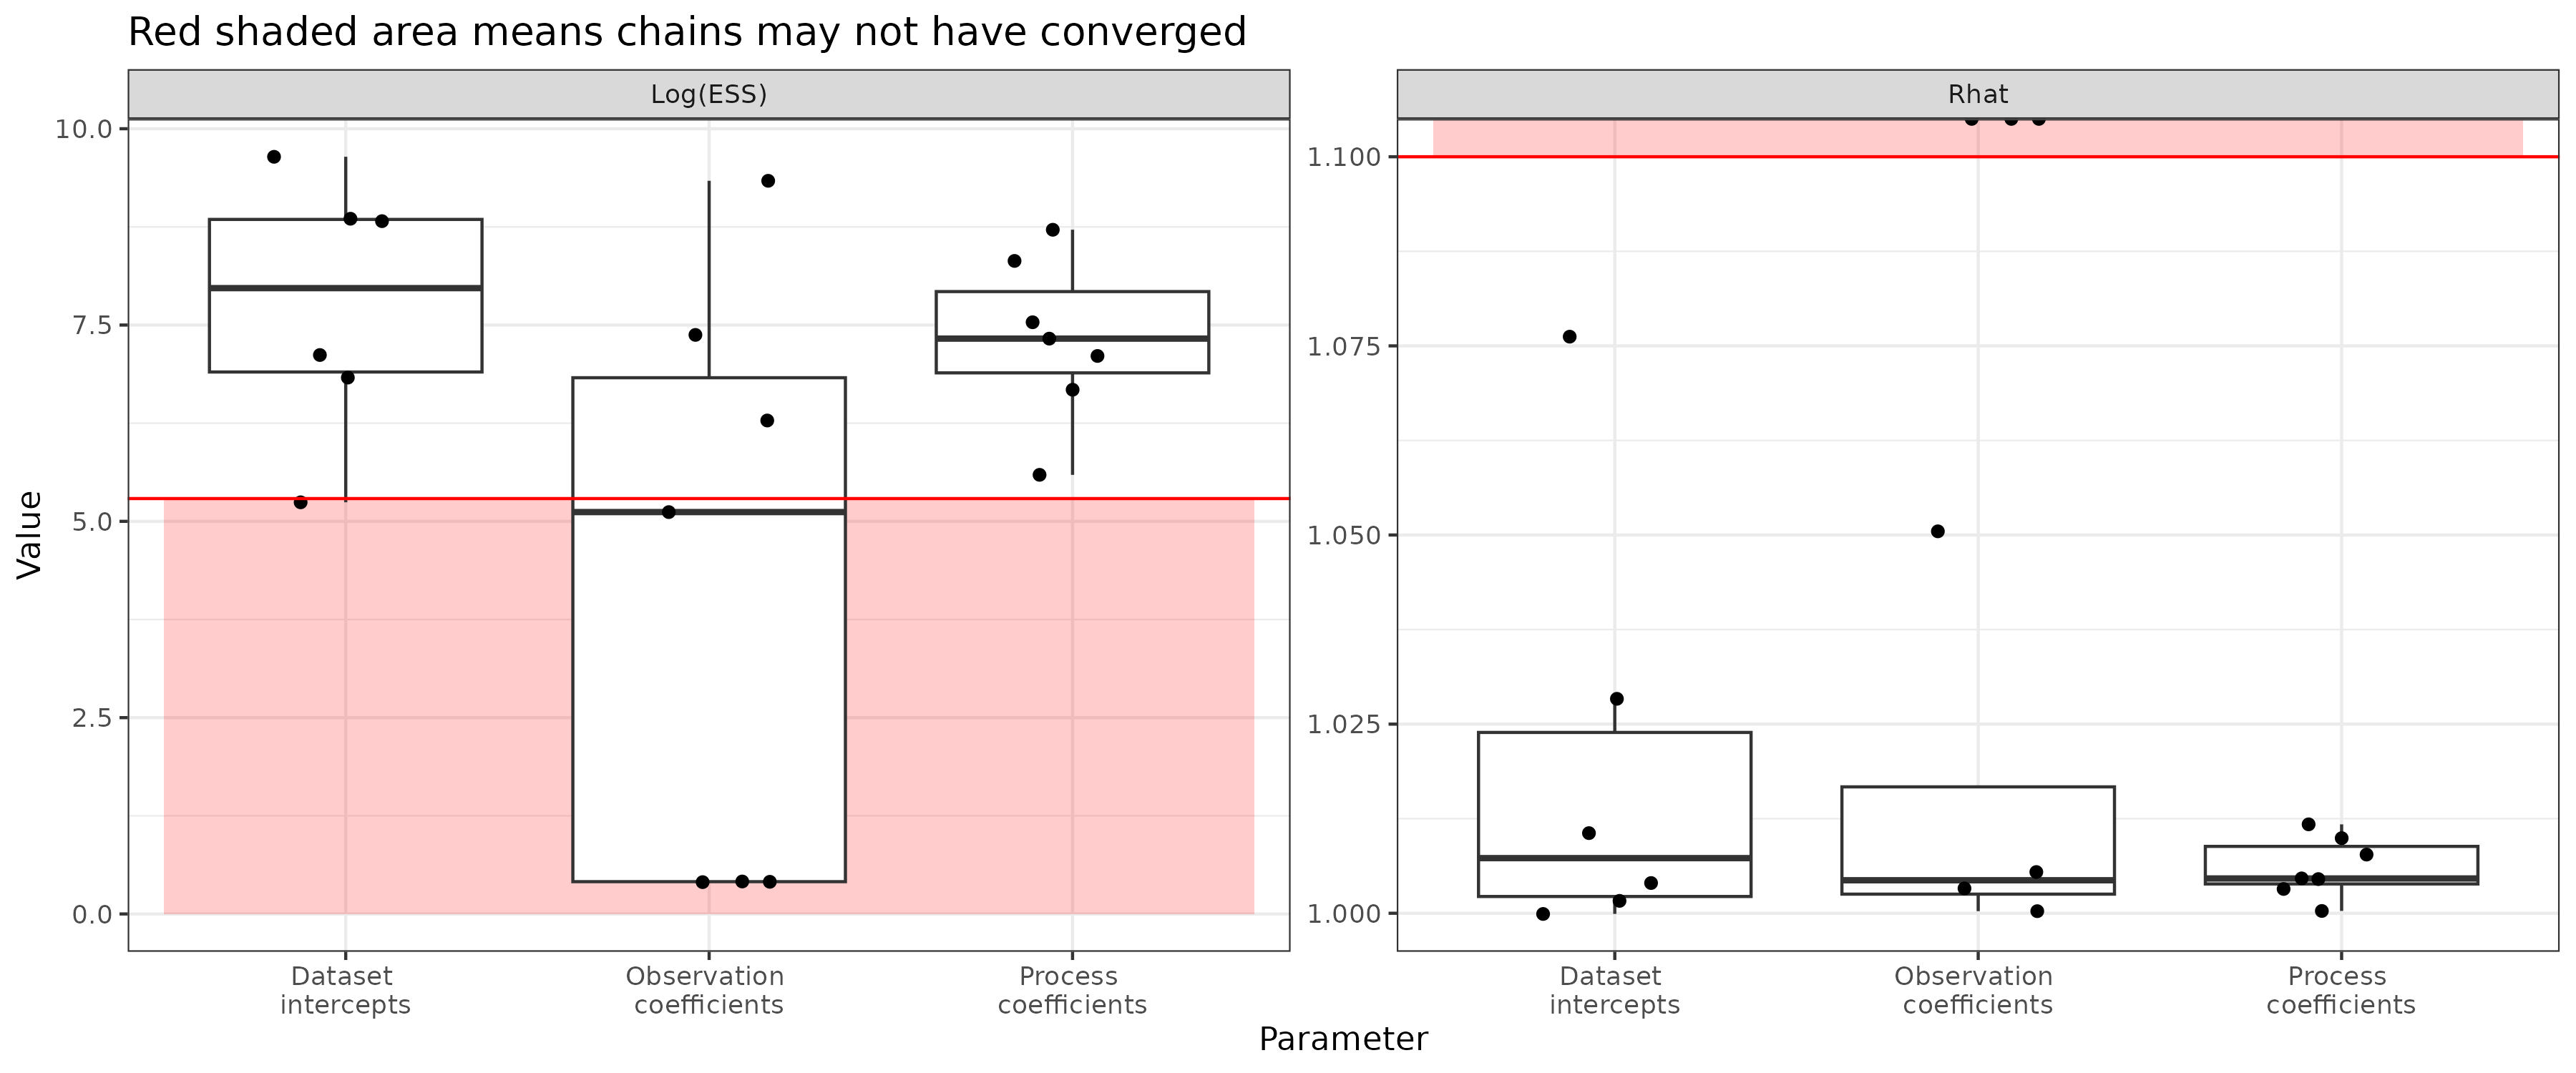 Red shaded area means chains may not have converged
Log(ESS)
Rhat
Value
10.0
7.5
5.0
2.5
0.0
1.100
1.075
1.050
1.025
1.000
Dataset
intercepts
Observation
coefficients
Process
coefficients
Dataset
intercepts
Observation
coefficients
Process
coefficients
Parameter